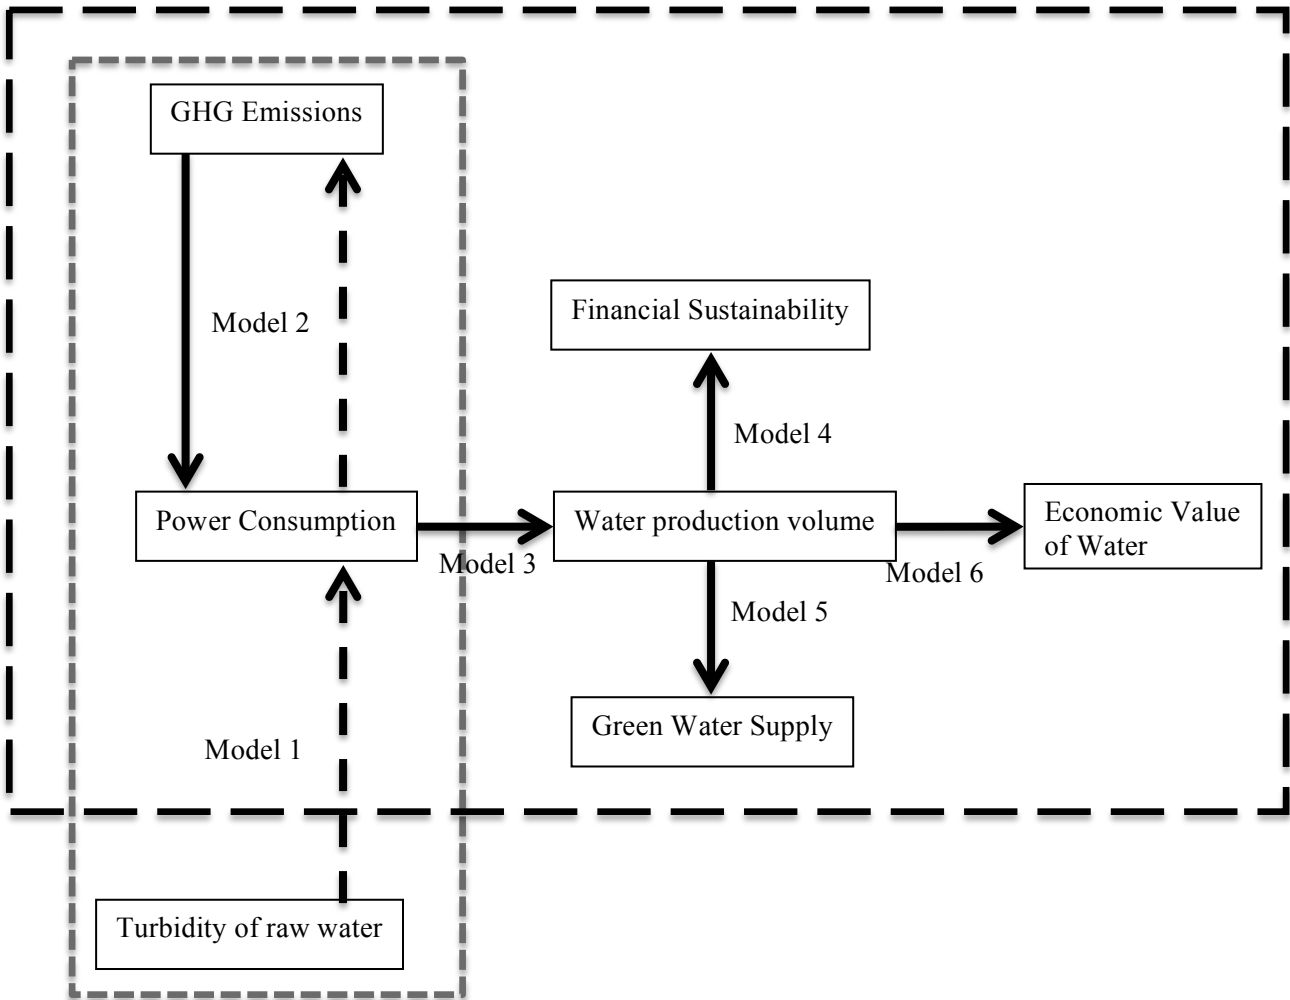 GHG Emissions
Model 2
Financial Sustainability
Model 4
Power Consumption
Model 3
Water production volume
Model 6
Economic Value
of Water
Model 5
Green Water Supply
Model 1
Turbidity of raw water